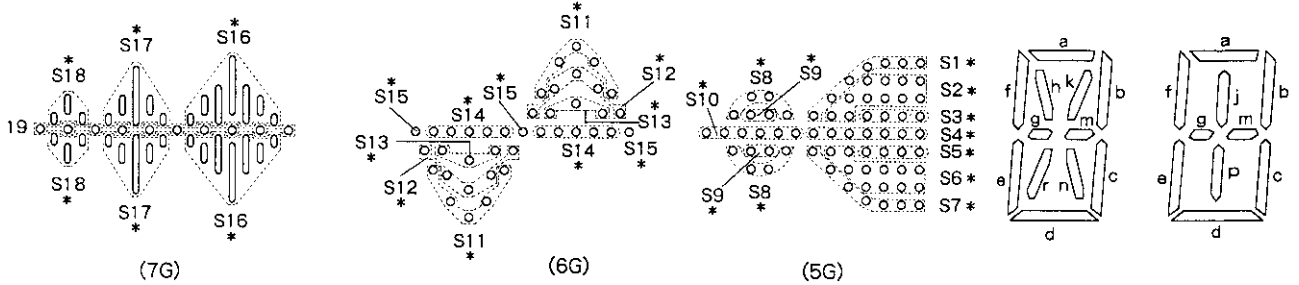 *
S18
*
S17
*
S16
19
S18
*
S17
*
S16
*
(7G)
*
S11
*
S12
*
S13
*
S15
*
S14
*
S15
S13
*
S14
*
S15
*
S12
*
S11
*
(6G)
*
S10
*
S8
*
S9
S9
*
S8
*
S1 *
S2 *
S3 *
S4 *
S5 *
S6 *
S7 *
(5G)
a
f h k b
g m
e r n c
d
a
f j b
g m
e p c
d